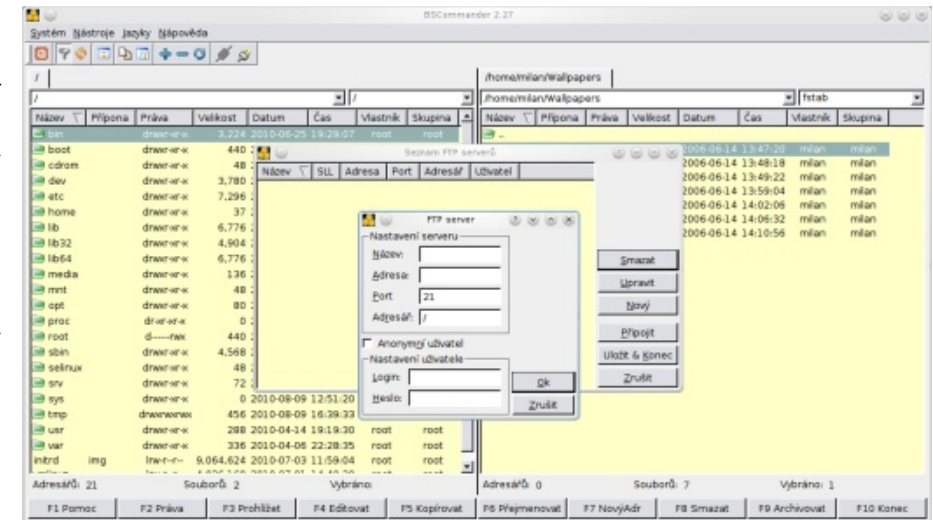 BSCommander 2.27
Systém Nástroje Jazyky Nápověda
/
/home/milan/Wallpapers
/
/
/home/milan/Wallpapers
fstab
Název Přípona Práva Velikost Datum Čas Vlastník Skupina
Název Přípona Práva Velikost Datum Čas Vlastník Skupina
bin drwxr-xr-x 3,224 2010-06-25 19:29:07 root root
..
boot drwxr-xr-x 440
2006-06-14 13:47:20 milan milan
cdrom drwxr-xr-x 48
2006-06-14 13:48:18 milan milan
dev drwxr-xr-x 3,780
2006-06-14 13:49:22 milan milan
etc drwxr-xr-x 7,296
2006-06-14 13:59:04 milan milan
home drwxr-xr-x 37
2006-06-14 14:02:06 milan milan
lib drwxr-xr-x 6,776
2006-06-14 14:06:32 milan milan
lib32 drwxr-xr-x 4,904
2006-06-14 14:10:56 milan milan
lib64 drwxr-xr-x 6,776
media drwxr-xr-x 136
mnt drwxr-xr-x 48
opt drwxr-xr-x 80
proc dr-xr-xr-x 0
root d-----rwx 440
sbin drwxr-xr-x 4,568
selinux drwxr-xr-x 48
srv drwxr-xr-x 72
sys drwxr-xr-x 0 2010-08-09 12:51:20
tmp drwxrwxrwx 456 2010-08-09 16:39:33
usr drwxr-xr-x 288 2010-04-14 19:19:30 root root
var drwxr-xr-x 336 2010-04-06 22:28:35 root root
initrd img lrw-r--r-- 9,064,624 2010-07-03 11:59:04 root root
Seznam FTP serverů
Název SLL Adresa Port Adresář Uživatel
Smazat
Upravit
Nový
Připojit
Uložit & Konec
Zrušit
FTP server
Nastavení serveru
Název:
Adresa:
Port 21
Adresář: /
Anonymní uživatel
Nastavení uživatele
Login:
Heslo:
Ok
Zrušit
Adresářů: 21 Souborů: 2 Vybráno:
Adresářů: 0 Souborů: 7 Vybráno: 1
F1 Pomoc F2 Práva F3 Prohlížet F4 Editovat F5 Kopírovat F6 Přejmenovat F7 NovýAdr F8 Smazat F9 Archivovat F10 Konec